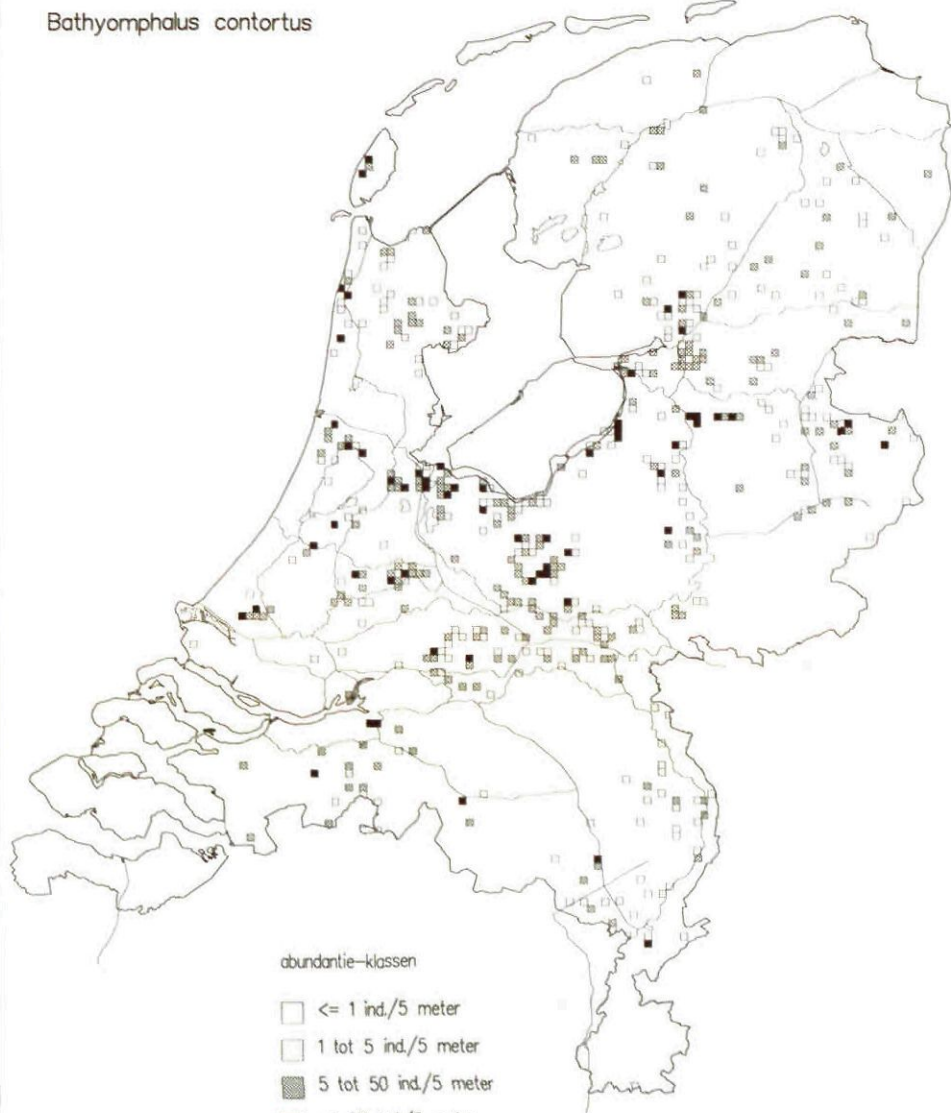 Bathyomphalus contortus
abundantie-klassen
<= 1 ind./5 meter
1 tot 5 ind./5 meter
5 tot 50 ind./5 meter